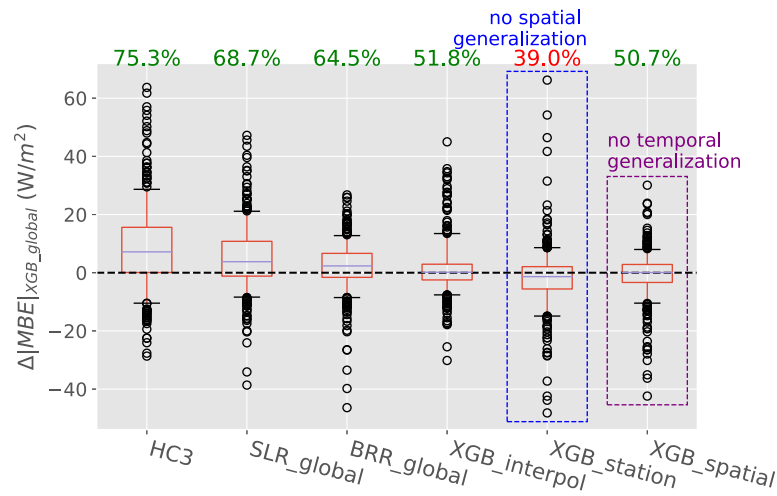 no spatial
generalization
75.3% 68.7% 64.5% 51.8% 39.0% 50.7%
no temporal
generalization
60
40
20
0
−20
−40
Δ|MBE|XGB_global (W/m²)
HC3 SLR_global BRR_global XGB_interpol XGB_station XGB_spatial